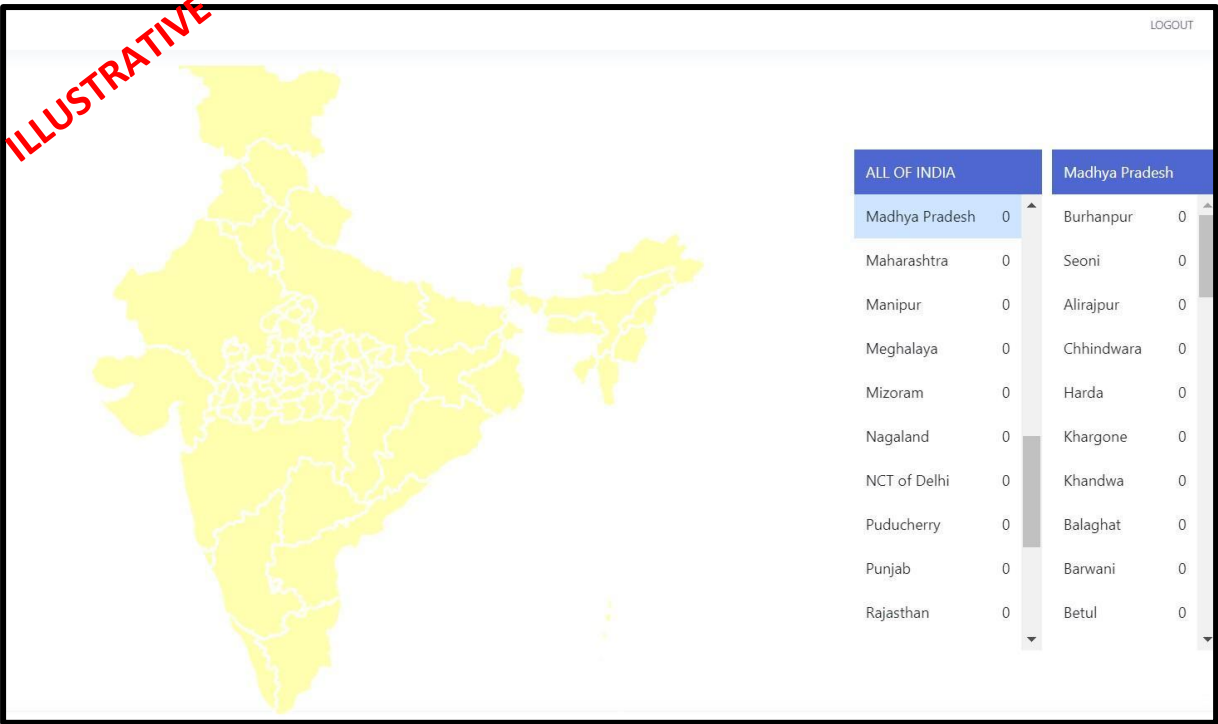 LOGOUT
ILLUSTRATIVE
ALL OF INDIA
Madhya Pradesh 0
Maharashtra 0
Manipur 0
Meghalaya 0
Mizoram 0
Nagaland 0
NCT of Delhi 0
Puducherry 0
Punjab 0
Rajasthan 0
Madhya Pradesh
Burhanpur 0
Seoni 0
Alirajpur 0
Chhindwara 0
Harda 0
Khargone 0
Khandwa 0
Balaghat 0
Barwani 0
Betul 0